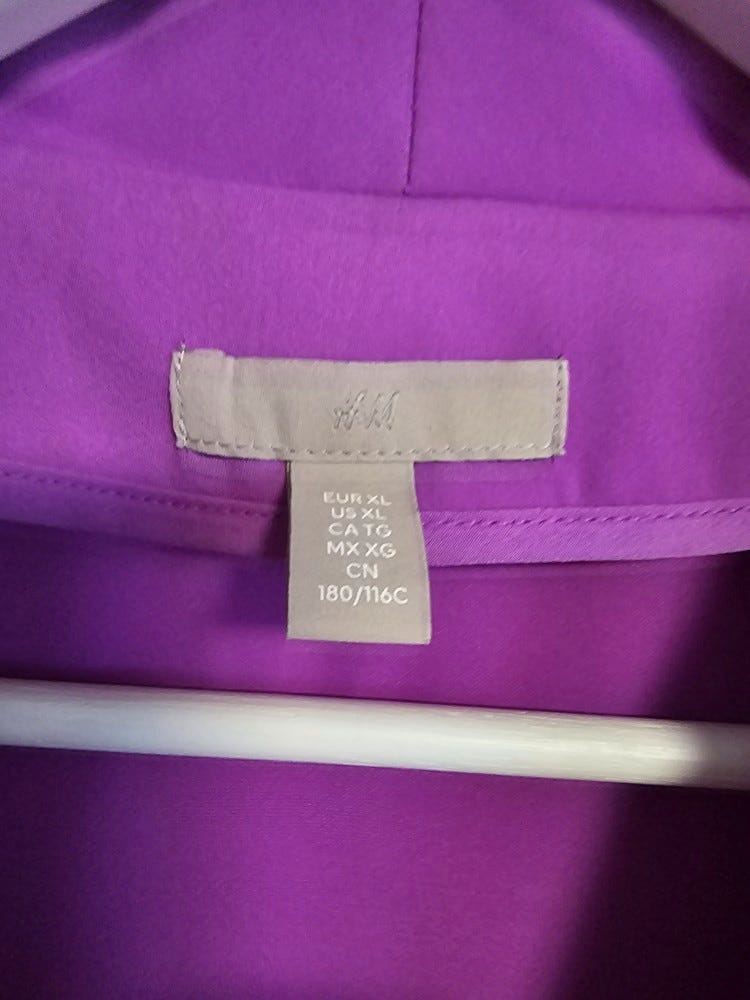 H&M
EUR XL
US XL
CA TG
MX XG
CN
180/116C